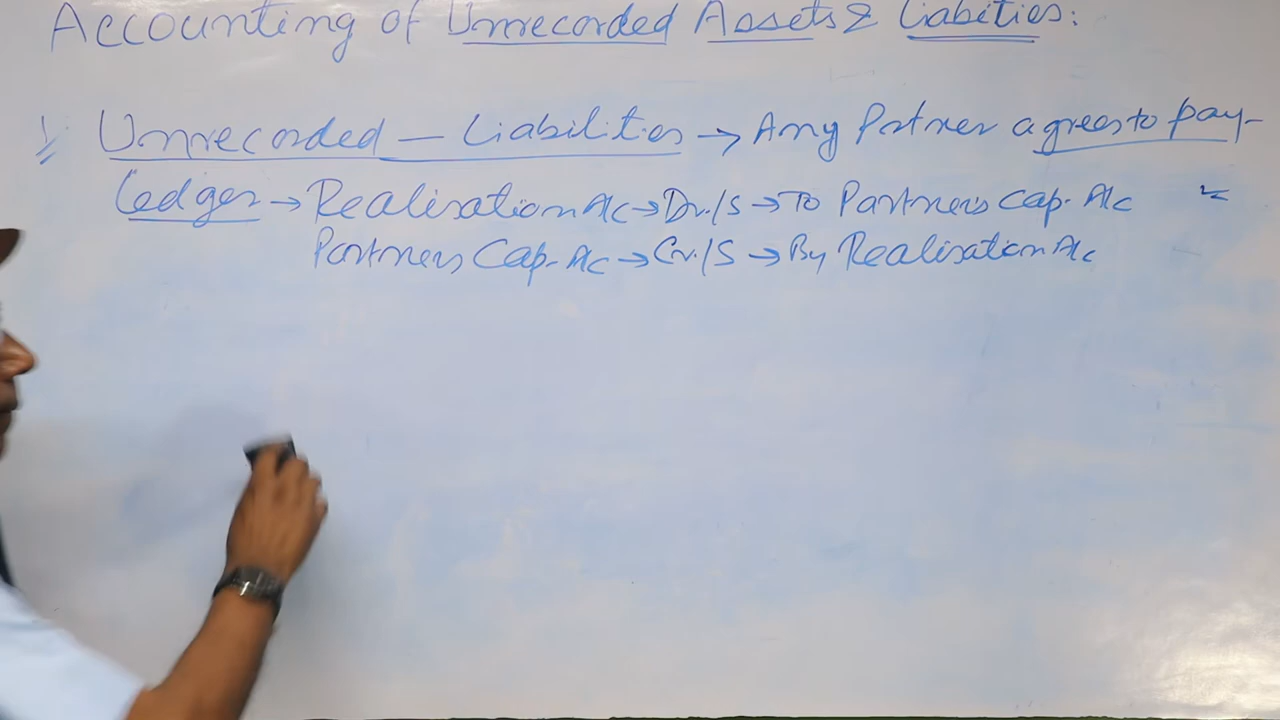 Accounting of Unrecorded Assets & Liabities:
1/ Unrecorded - Liabilities → Any Partner agrees to pay-
Ledger → Realisation A/c → Dr./S → To Partners Cap. A/c
Partners Cap. A/c → Cr./S → By Realisation A/c